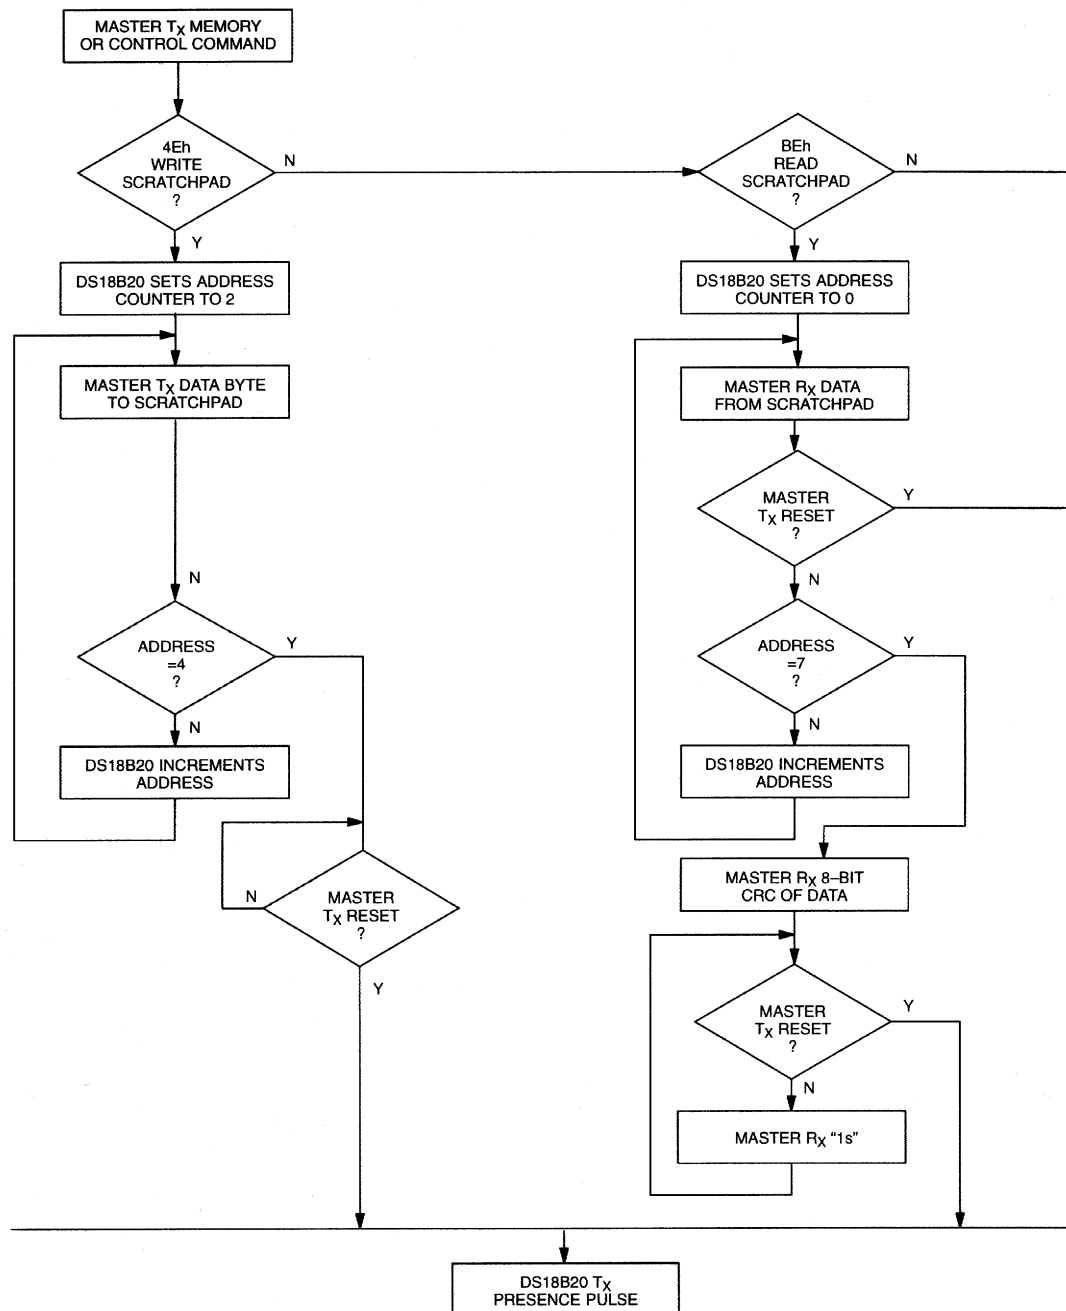 MASTER TX MEMORY
OR CONTROL COMMAND
4Eh
WRITE
SCRATCHPAD
?
N
Y
DS18B20 SETS ADDRESS
COUNTER TO 2
MASTER TX DATA BYTE
TO SCRATCHPAD
N
ADDRESS
=4
?
Y
N
DS18B20 INCREMENTS
ADDRESS
MASTER
TX RESET
?
N
Y
BEh
READ
SCRATCHPAD
?
N
Y
DS18B20 SETS ADDRESS
COUNTER TO 0
MASTER RX DATA
FROM SCRATCHPAD
MASTER
TX RESET
?
Y
N
ADDRESS
=7
?
Y
N
DS18B20 INCREMENTS
ADDRESS
MASTER RX 8–BIT
CRC OF DATA
MASTER
TX RESET
?
Y
N
MASTER RX “1s”
DS18B20 TX
PRESENCE PULSE